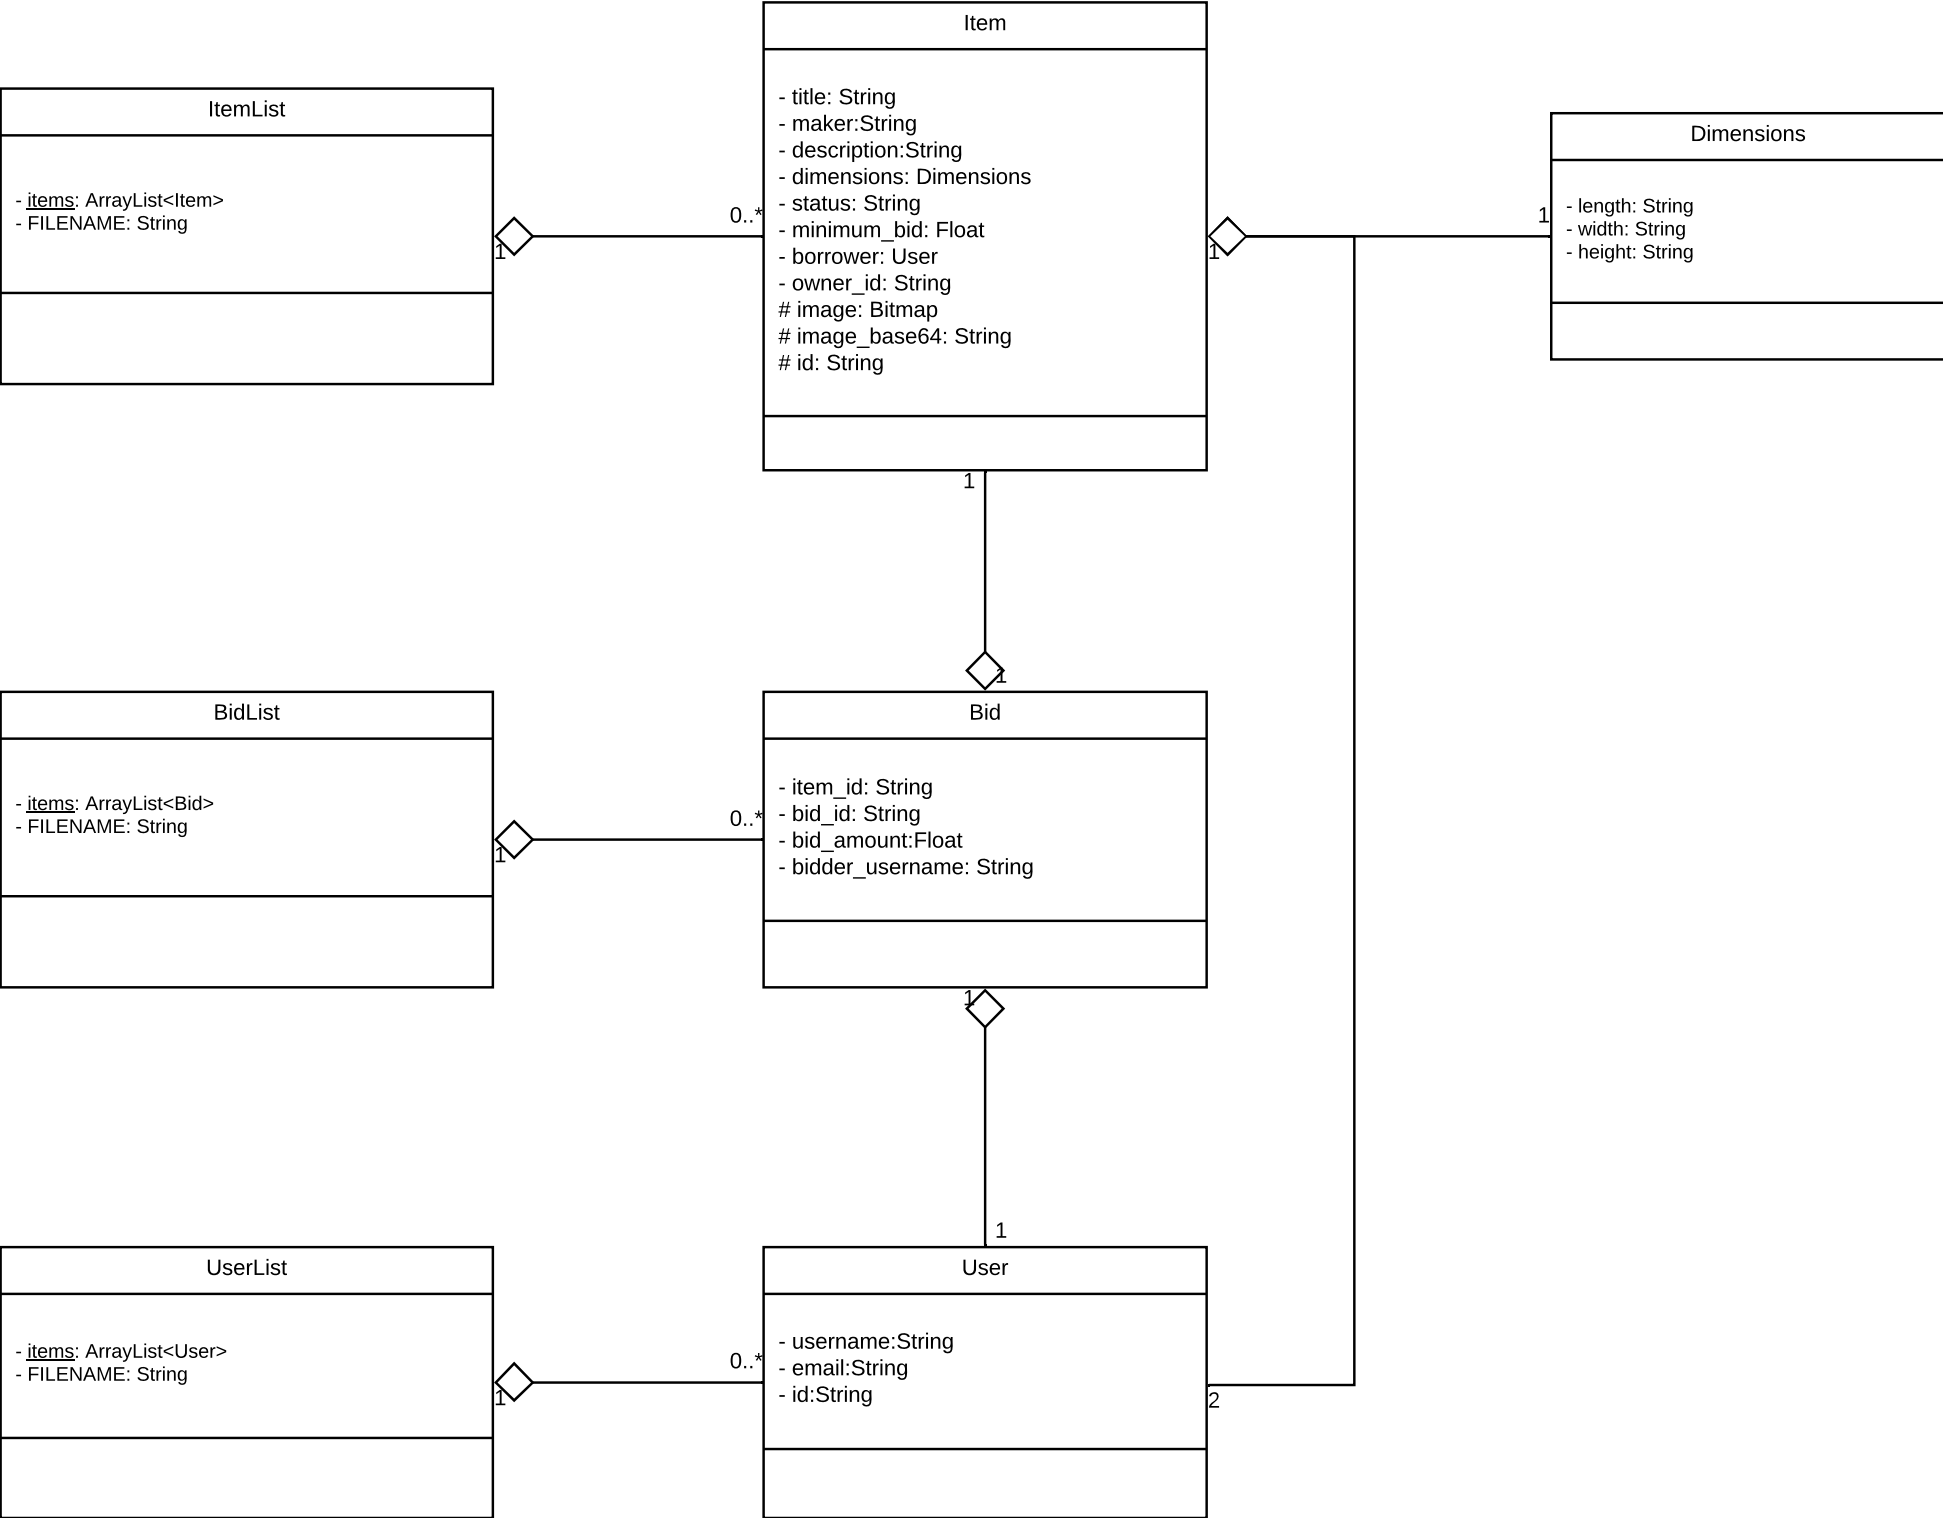 Item
- title: String
- maker:String
- description:String
- dimensions: Dimensions
- status: String
- minimum_bid: Float
- borrower: User
- owner_id: String
# image: Bitmap
# image_base64: String
# id: String
ItemList
- items: ArrayList<Item>
- FILENAME: String
1
0..*
Dimensions
- length: String
- width: String
- height: String
1
1
1
1
BidList
- items: ArrayList<Bid>
- FILENAME: String
1
0..*
Bid
- item_id: String
- bid_id: String
- bid_amount:Float
- bidder_username: String
1
1
UserList
- items: ArrayList<User>
- FILENAME: String
1
0..*
User
- username:String
- email:String
- id:String
2